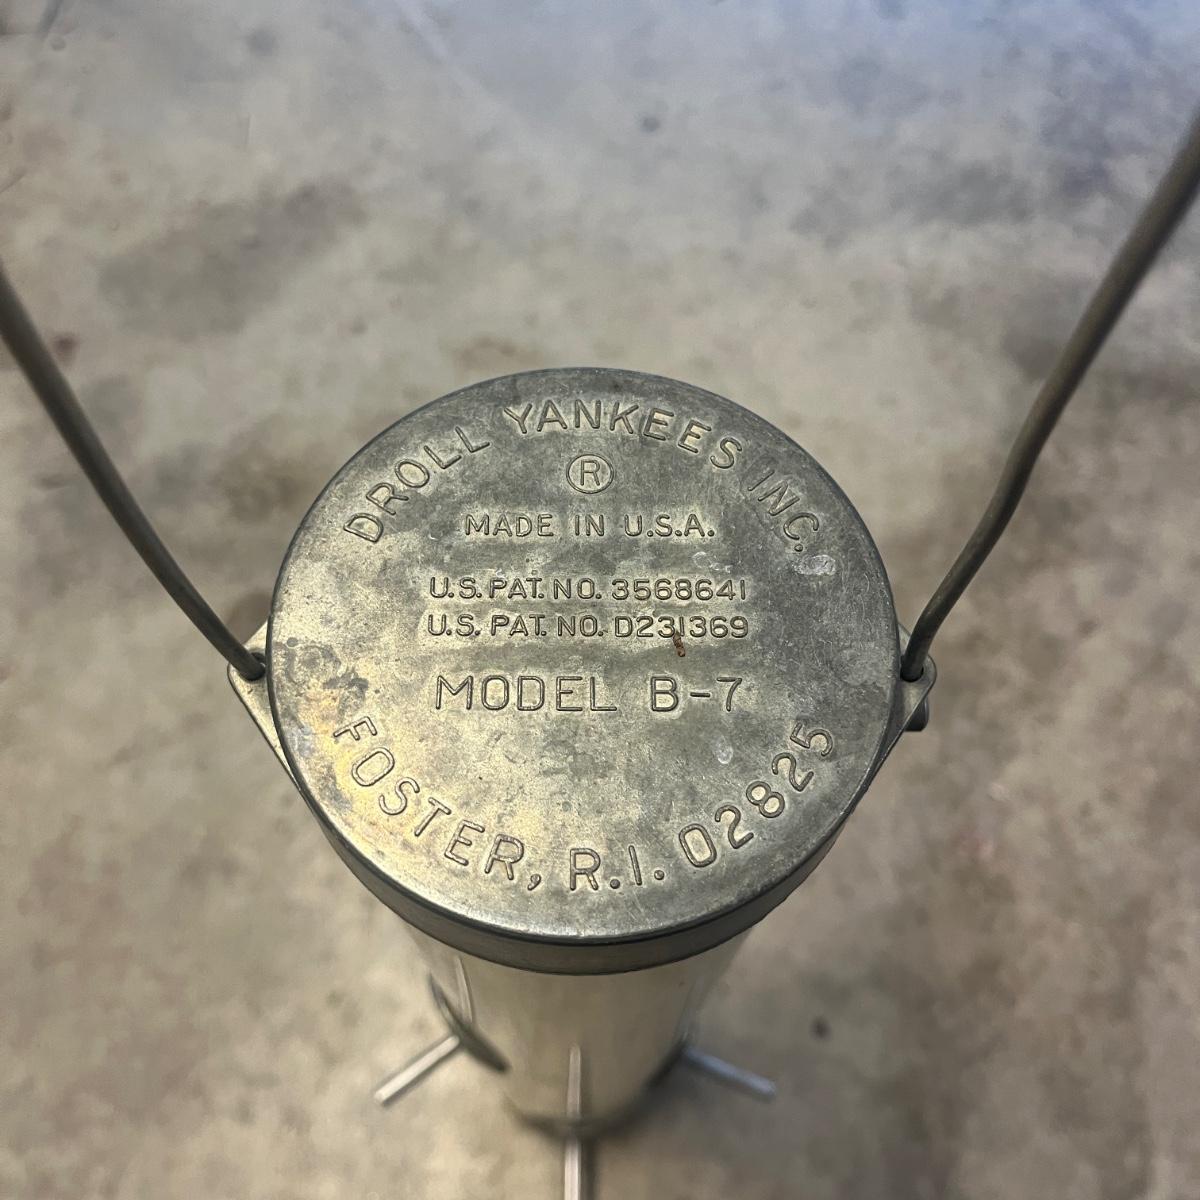 DROLL YANKEES INC.
®
MADE IN U.S.A.
U.S. PAT. NO. 3568641
U.S. PAT. NO. D231369
MODEL B-7
FOSTER, R.I. 02825